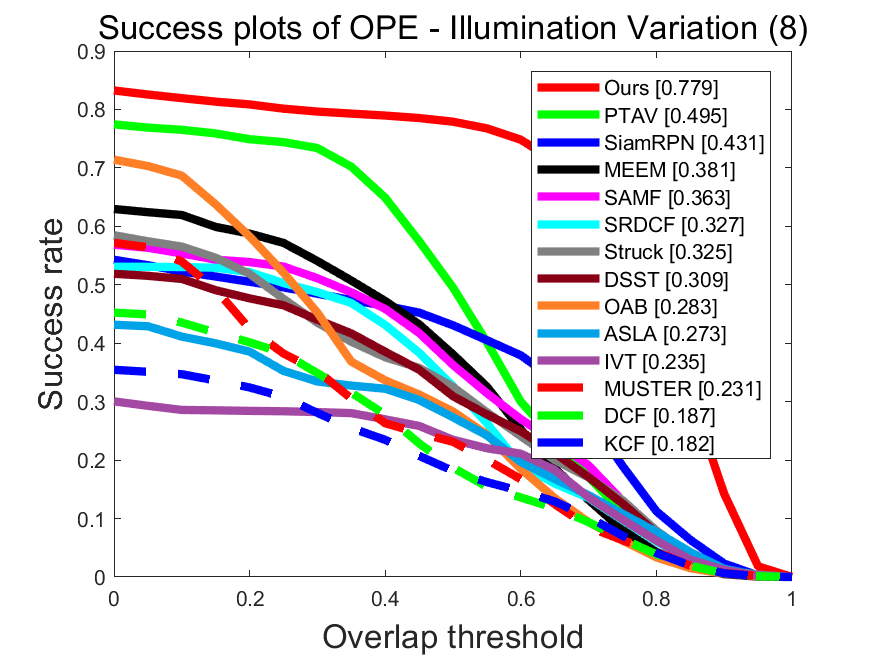 Success plots of OPE - Illumination Variation (8)
0.9
0.8
0.7
0.6
0.5
0.4
0.3
0.2
0.1
0
Success rate
Ours [0.779]
PTAV [0.495]
SiamRPN [0.431]
MEEM [0.381]
SAMF [0.363]
SRDCF [0.327]
Struck [0.325]
DSST [0.309]
OAB [0.283]
ASLA [0.273]
IVT [0.235]
MUSTER [0.231]
DCF [0.187]
KCF [0.182]
0 0.2 0.4 0.6 0.8 1
Overlap threshold